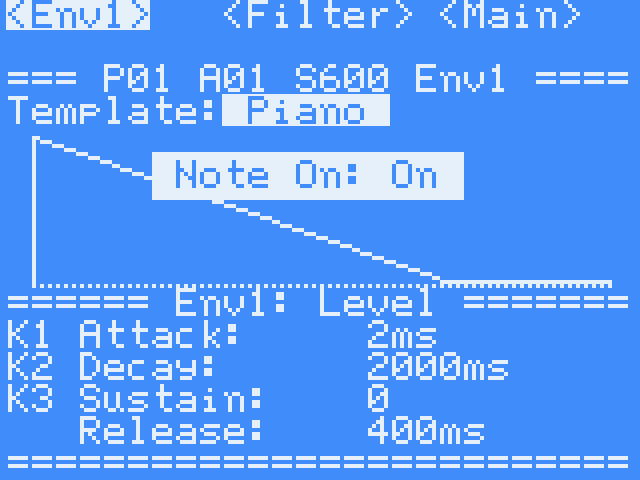 <Env1> <Filter> <Main>
=== P01 A01 S600 Env1 ====
Template: Piano
Note On: On
====== Env1: Level =======
K1 Attack: 2ms
K2 Decay: 2000ms
K3 Sustain: 0
Release: 400ms
==========================